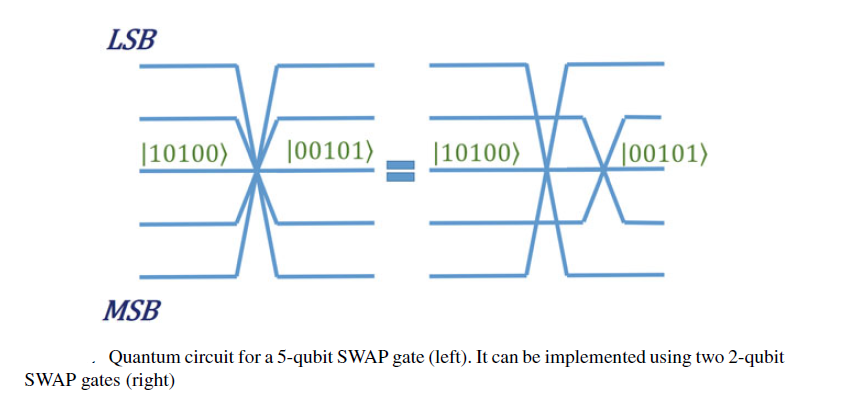 LSB
|10100⟩ |00101⟩ = |10100⟩ |00101⟩
MSB
. Quantum circuit for a 5-qubit SWAP gate (left). It can be implemented using two 2-qubit
SWAP gates (right)